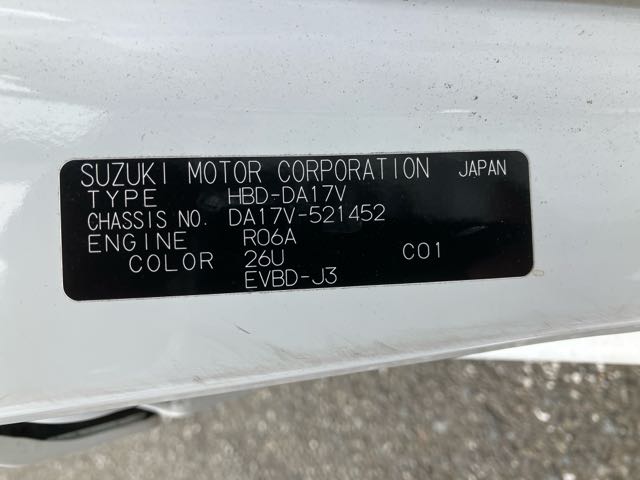 SUZUKI MOTOR CORPORATION JAPAN
TYPE HBD-DA17V
CHASSIS NO. DA17V-521452
ENGINE R06A
COLOR 26U C01
EVBD-J3